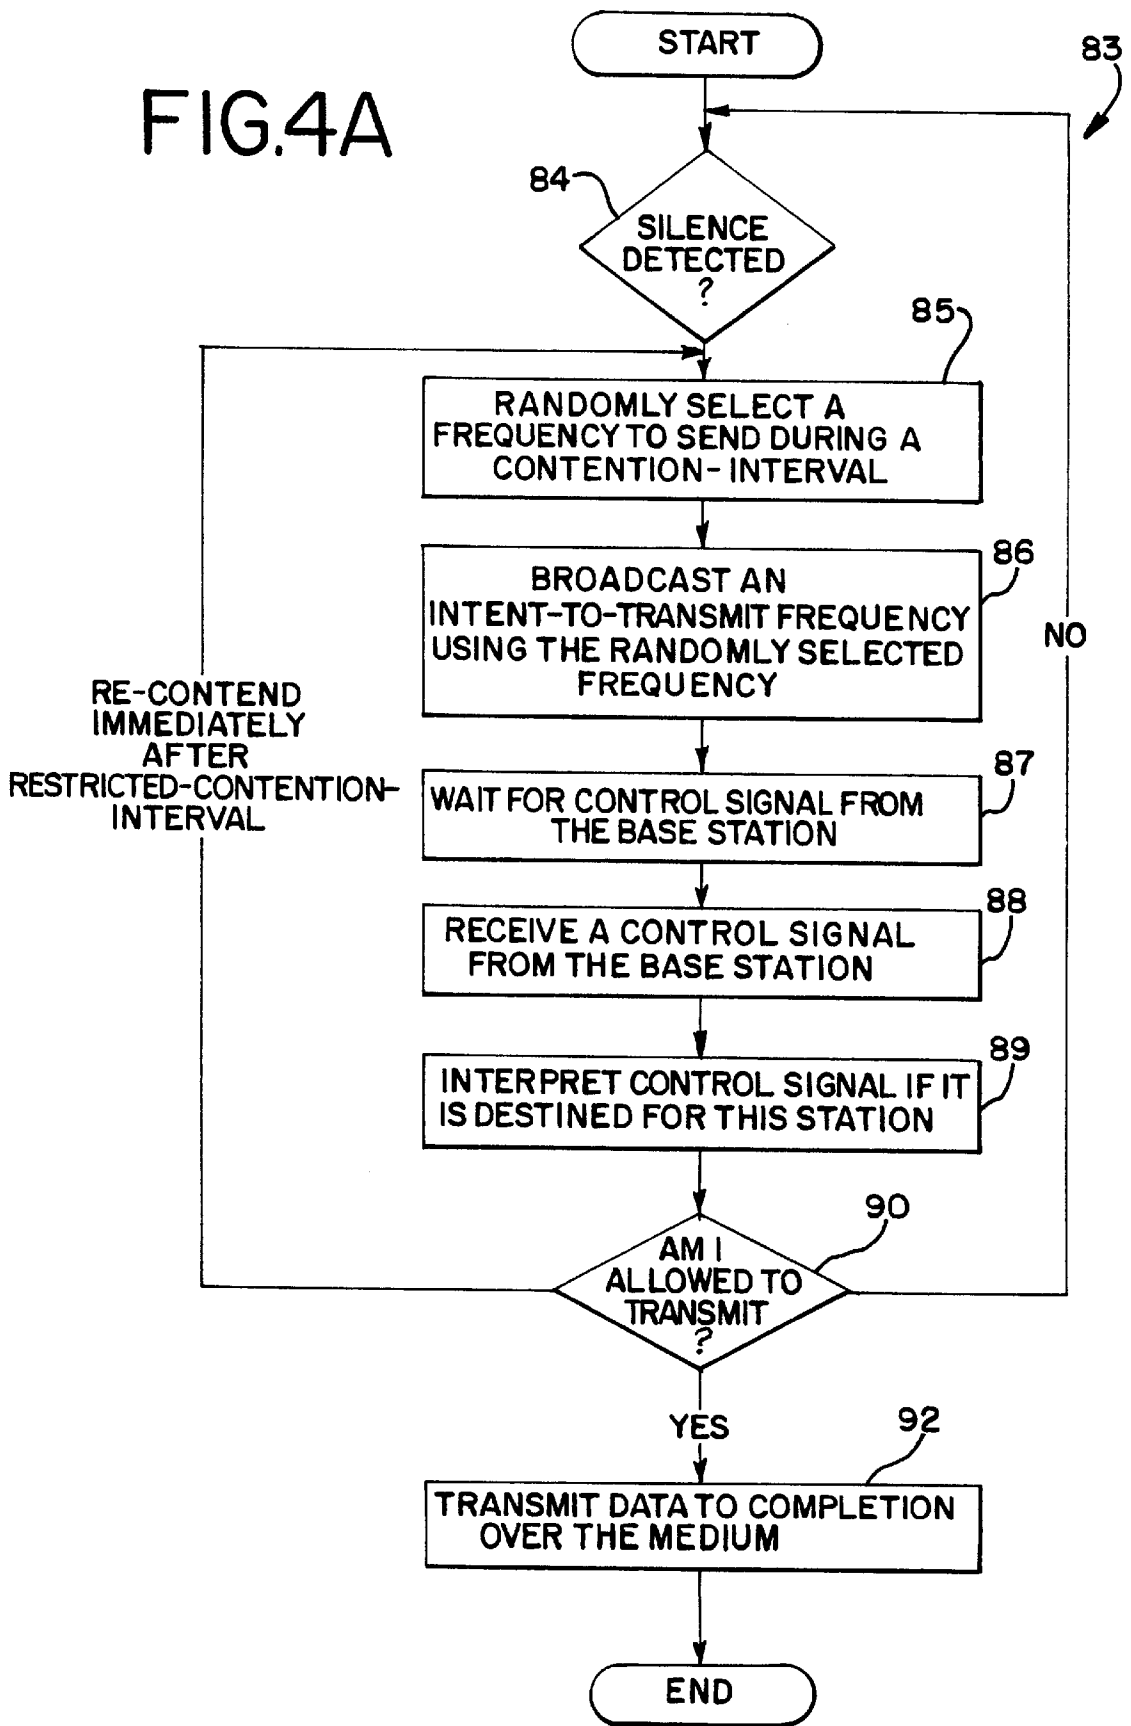 START
83
FIG.4A
84
SILENCE
DETECTED
?
85
RANDOMLY SELECT A
FREQUENCY TO SEND DURING A
CONTENTION-INTERVAL
86
BROADCAST AN
INTENT-TO-TRANSMIT FREQUENCY
USING THE RANDOMLY SELECTED
FREQUENCY
NO
RE-CONTEND
IMMEDIATELY
AFTER
RESTRICTED-CONTENTION-
INTERVAL
87
WAIT FOR CONTROL SIGNAL FROM
THE BASE STATION
88
RECEIVE A CONTROL SIGNAL
FROM THE BASE STATION
89
INTERPRET CONTROL SIGNAL IF IT
IS DESTINED FOR THIS STATION
90
AM I
ALLOWED TO
TRANSMIT
?
YES
92
TRANSMIT DATA TO COMPLETION
OVER THE MEDIUM
END